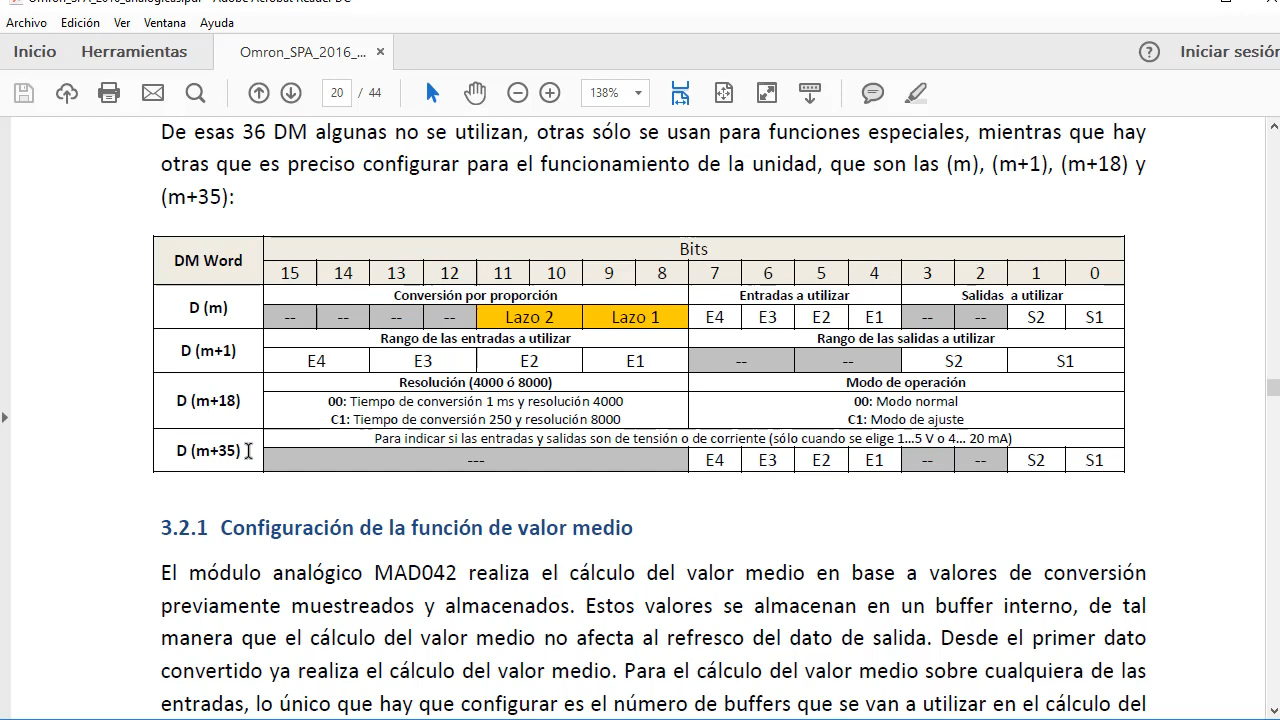 Archivo Edición Ver Ventana Ayuda
Inicio Herramientas Omron_SPA_2016_... × ? Iniciar sesión
20 / 44 138%
De esas 36 DM algunas no se utilizan, otras sólo se usan para funciones especiales, mientras que hay
otras que es preciso configurar para el funcionamiento de la unidad, que son las (m), (m+1), (m+18) y
(m+35):
DM Word Bits
15 14 13 12 11 10 9 8 7 6 5 4 3 2 1 0
D (m) Conversión por proporción Entradas a utilizar Salidas a utilizar
-- -- -- -- Lazo 2 Lazo 1 E4 E3 E2 E1 -- -- S2 S1
D (m+1) Rango de las entradas a utilizar Rango de las salidas a utilizar
E4 E3 E2 E1 -- -- S2 S1
D (m+18) Resolución (4000 ó 8000) Modo de operación
00: Tiempo de conversión 1 ms y resolución 4000 00: Modo normal
C1: Tiempo de conversión 250 y resolución 8000 C1: Modo de ajuste
D (m+35) Para indicar si las entradas y salidas son de tensión o de corriente (sólo cuando se elige 1...5 V o 4... 20 mA)
--- E4 E3 E2 E1 -- -- S2 S1
3.2.1 Configuración de la función de valor medio
El módulo analógico MAD042 realiza el cálculo del valor medio en base a valores de conversión
previamente muestreados y almacenados. Estos valores se almacenan en un buffer interno, de tal
manera que el cálculo del valor medio no afecta al refresco del dato de salida. Desde el primer dato
convertido ya realiza el cálculo del valor medio. Para el cálculo del valor medio sobre cualquiera de las
entradas, lo único que hay que configurar es el número de buffers que se van a utilizar en el cálculo del